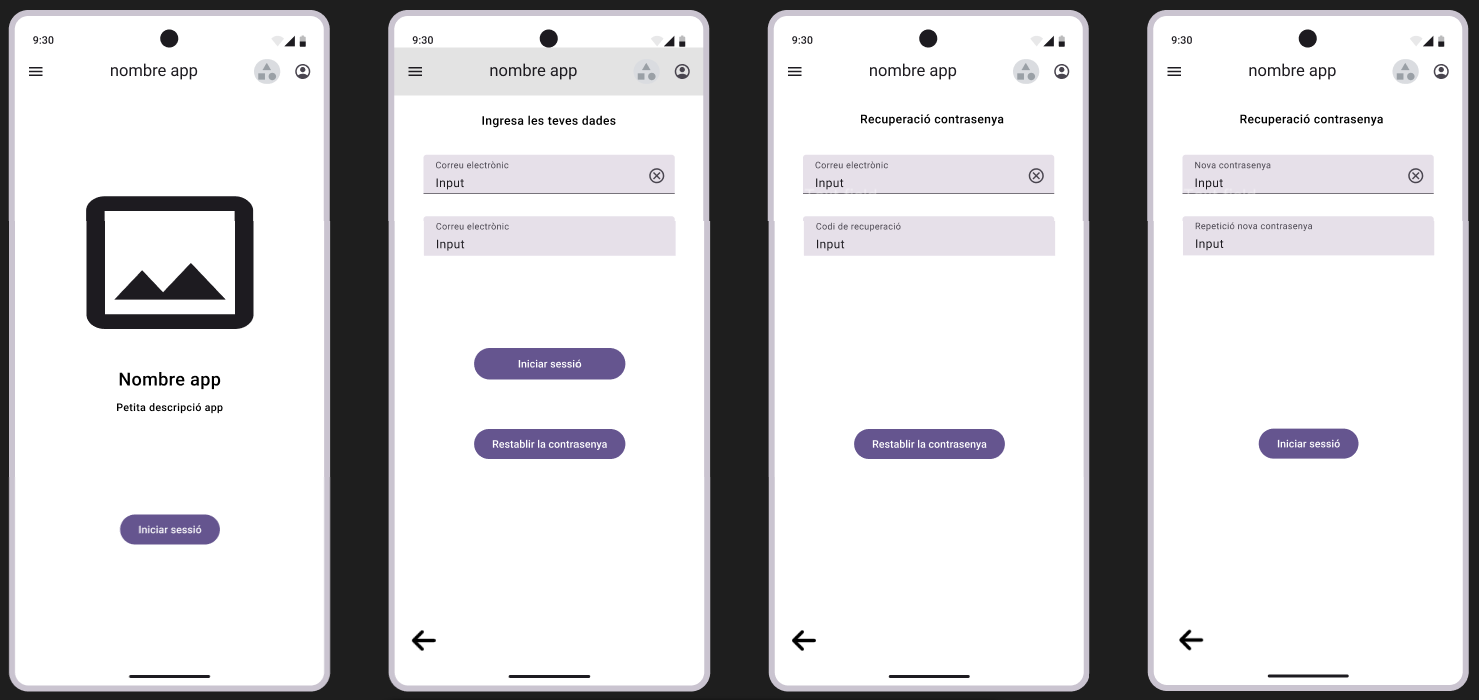 9:30
nombre app
Nombre app
Petita descripció app
Iniciar sessió
9:30
nombre app
Ingresa les teves dades
Correu electrònic
Input
Correu electrònic
Input
Iniciar sessió
Restablir la contrasenya
9:30
nombre app
Recuperació contrasenya
Correu electrònic
Input
Codi de recuperació
Input
Restablir la contrasenya
9:30
nombre app
Recuperació contrasenya
Nova contrasenya
Input
Repetició nova contrasenya
Input
Iniciar sessió